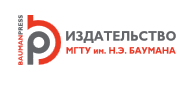 BAUMANPRESS
ИЗДАТЕЛЬСТВО
МГТУ им. Н.Э. БАУМАНА